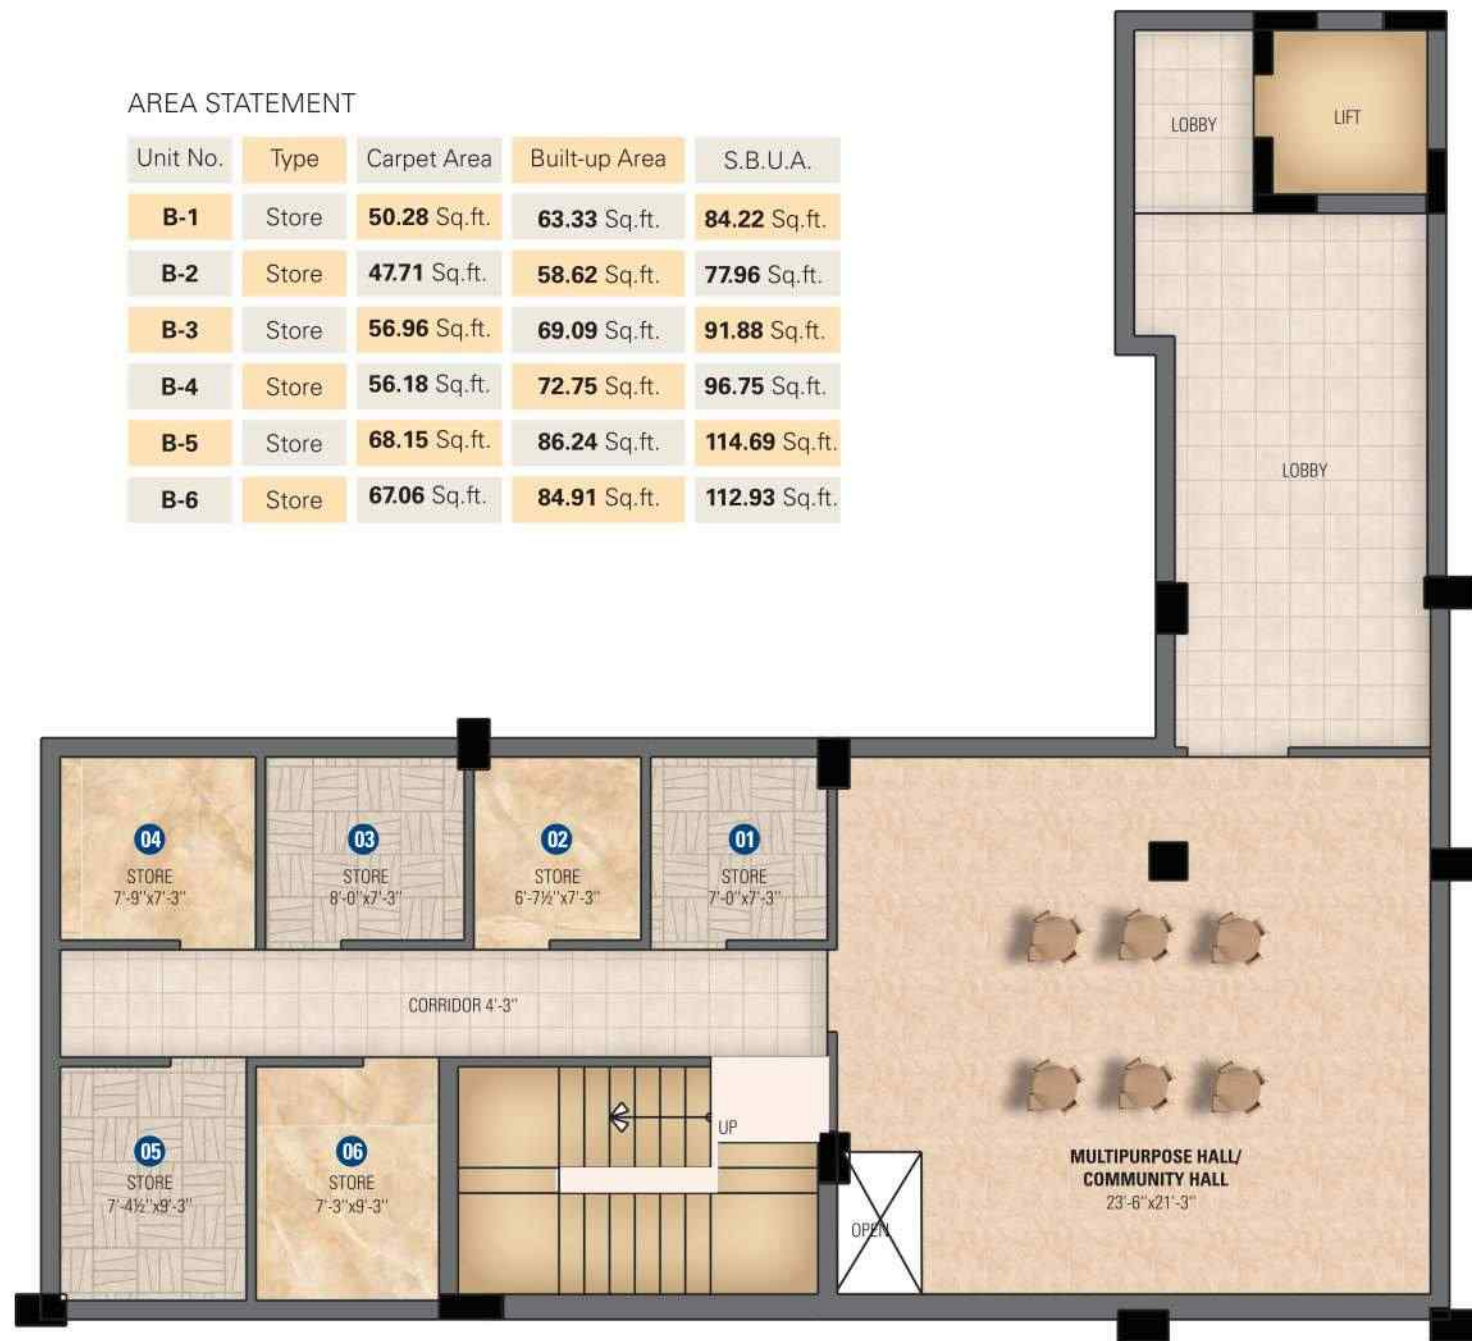 AREA STATEMENT
Unit No. Type Carpet Area Built-up Area S.B.U.A.
B-1 Store 50.28 Sq.ft. 63.33 Sq.ft. 84.22 Sq.ft.
B-2 Store 47.71 Sq.ft. 58.62 Sq.ft. 77.96 Sq.ft.
B-3 Store 56.96 Sq.ft. 69.09 Sq.ft. 91.88 Sq.ft.
B-4 Store 56.18 Sq.ft. 72.75 Sq.ft. 96.75 Sq.ft.
B-5 Store 68.15 Sq.ft. 86.24 Sq.ft. 114.69 Sq.ft.
B-6 Store 67.06 Sq.ft. 84.91 Sq.ft. 112.93 Sq.ft.
LOBBY
LIFT
LOBBY
04
STORE
7'-9"x7'-3"
03
STORE
8'-0"x7'-3"
02
STORE
6'-7½"x7'-3"
01
STORE
7'-0"x7'-3"
CORRIDOR 4'-3"
05
STORE
7'-4½"x9'-3"
06
STORE
7'-3"x9'-3"
UP
OPEN
MULTIPURPOSE HALL/
COMMUNITY HALL
23'-6"x21'-3"